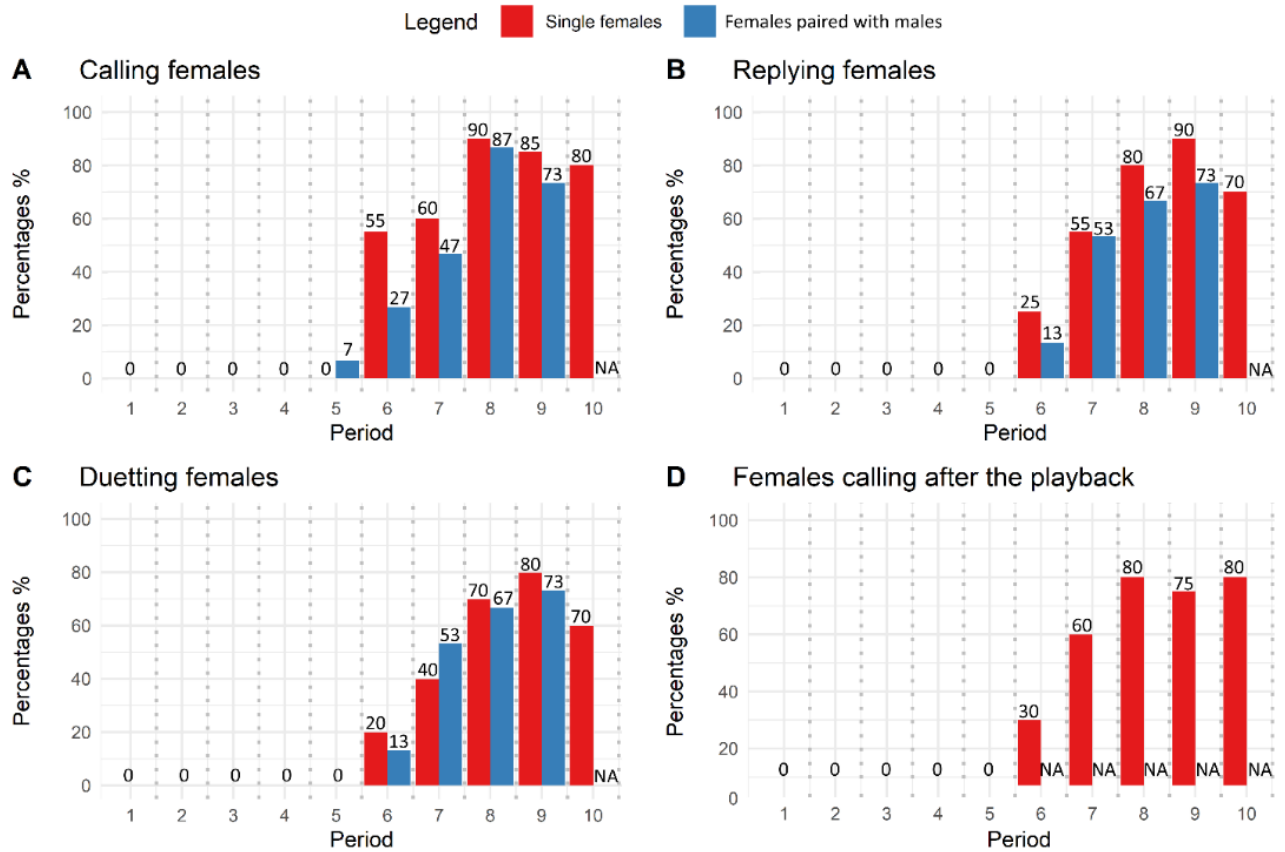 Legend Single females Females paired with males
A Calling females
Percentages %
100
80
60
40
20
0
0 0 0 0 0 7 55 27 60 47 90 87 85 73 80 NA
1 2 3 4 5 6 7 8 9 10
Period
B Replying females
Percentages %
100
80
60
40
20
0
0 0 0 0 0 25 13 55 53 80 67 90 73 70 NA
1 2 3 4 5 6 7 8 9 10
Period
C Duetting females
Percentages %
100
80
60
40
20
0
0 0 0 0 0 20 13 40 53 70 67 80 73 70 NA
1 2 3 4 5 6 7 8 9 10
Period
D Females calling after the playback
Percentages %
100
80
60
40
20
0
0 0 0 0 0 30 NA 60 NA 80 NA 75 NA 80 NA
1 2 3 4 5 6 7 8 9 10
Period